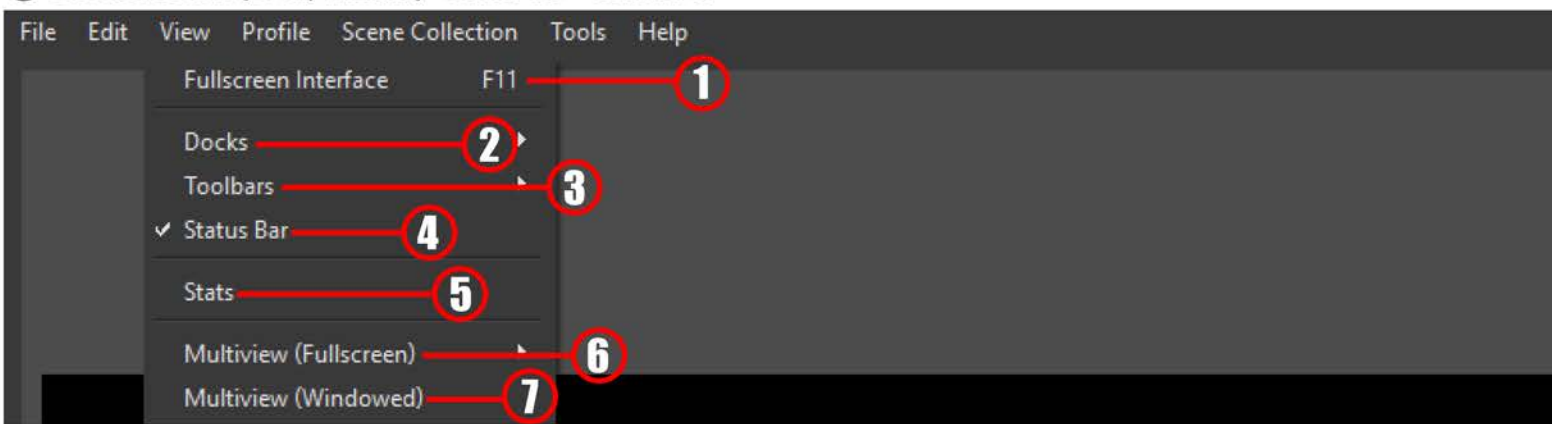 File Edit View Profile Scene Collection Tools Help
Fullscreen Interface F11 1
Docks 2
Toolbars 3
Status Bar 4
Stats 5
Multiview (Fullscreen) 6
Multiview (Windowed) 7